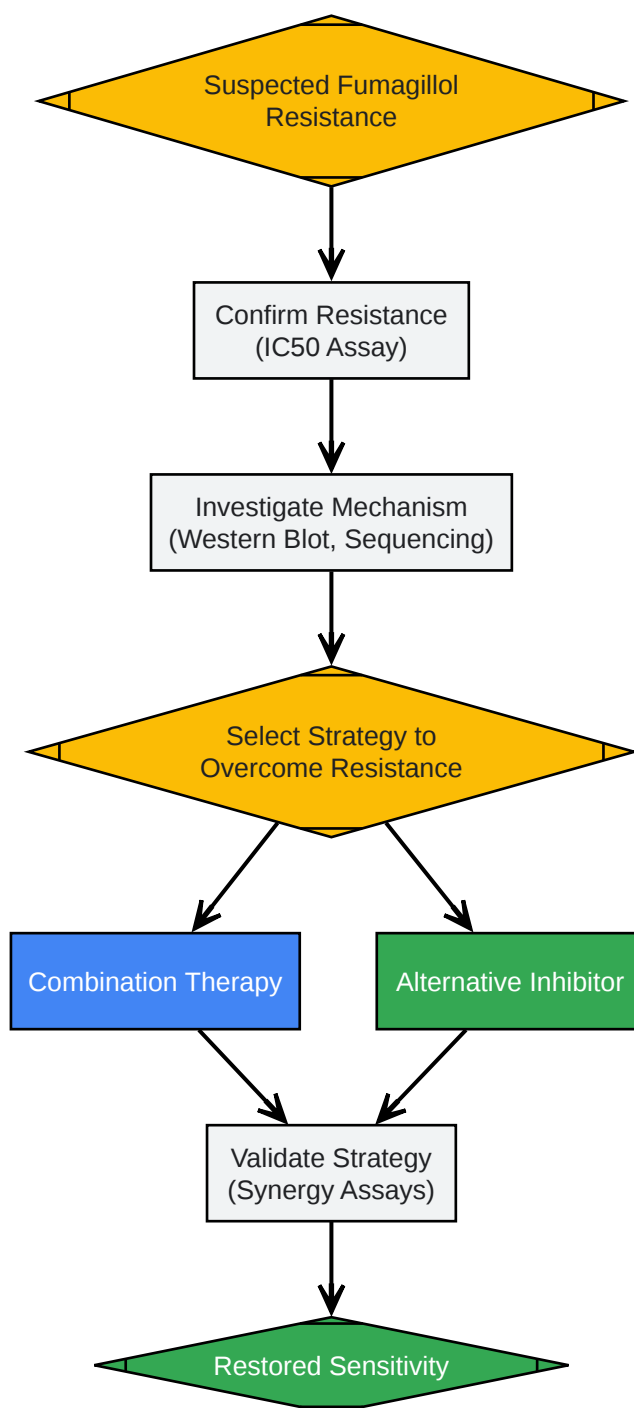 Suspected Fumagillol
Resistance
Confirm Resistance
(IC50 Assay)
Investigate Mechanism
(Western Blot, Sequencing)
Select Strategy to
Overcome Resistance
Combination Therapy
Alternative Inhibitor
Validate Strategy
(Synergy Assays)
Restored Sensitivity